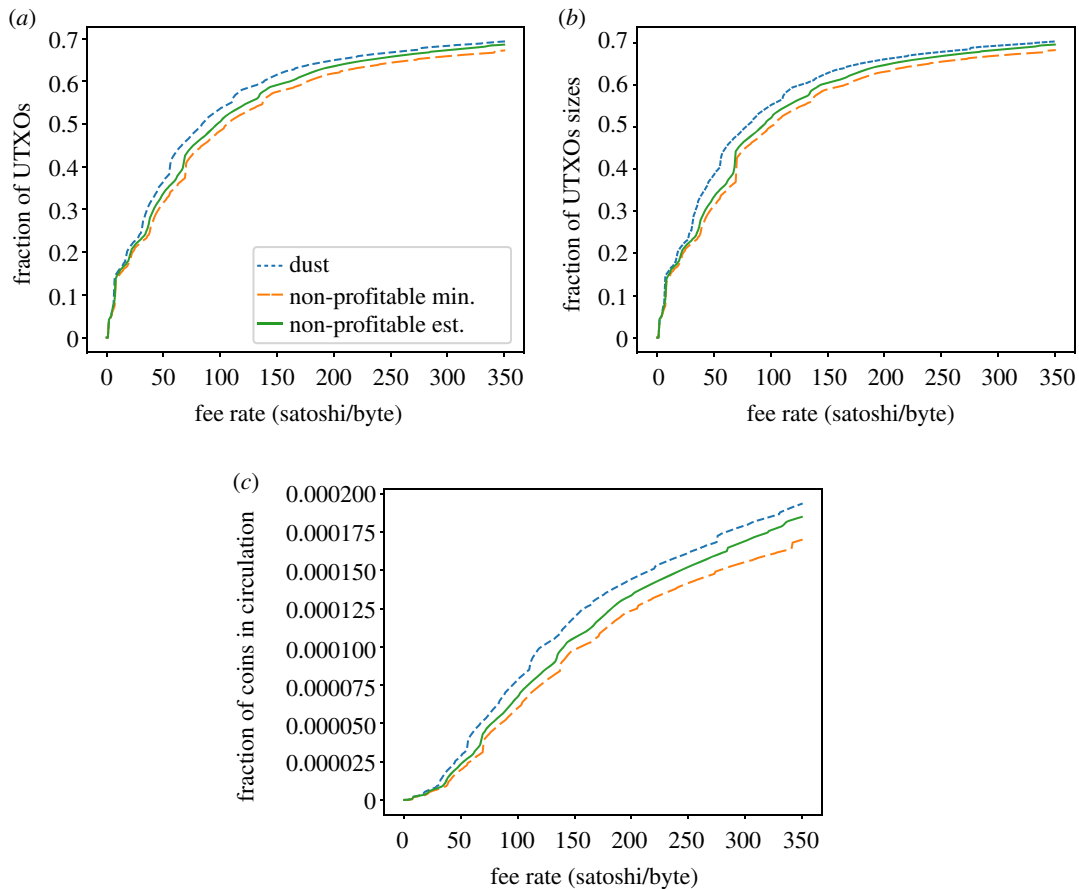 (a)
0.7
0.6
0.5
0.4
0.3
0.2
0.1
0
fraction of UTXOs
dust
non-profitable min.
non-profitable est.
0 50 100 150 200 250 300 350
fee rate (satoshi/byte)
(b)
0.7
0.6
0.5
0.4
0.3
0.2
0.1
0
fraction of UTXOs sizes
0 50 100 150 200 250 300 350
fee rate (satoshi/byte)
(c)
0.000200
0.000175
0.000150
0.000125
0.000100
0.000075
0.000050
0.000025
0
fraction of coins in circulation
0 50 100 150 200 250 300 350
fee rate (satoshi/byte)